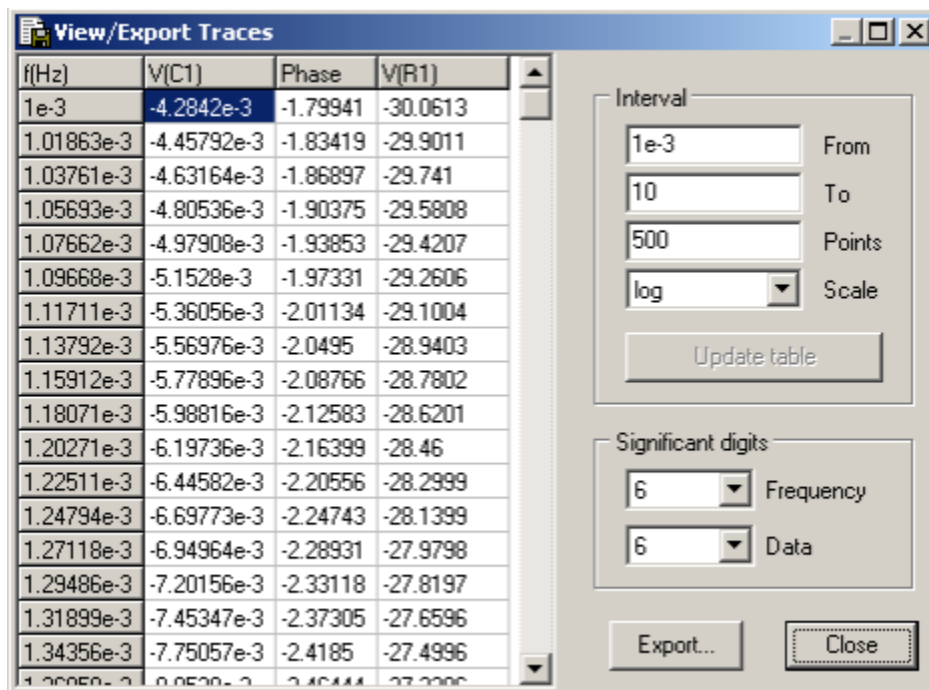 View/Export Traces
f(Hz) V(C1) Phase V(R1)
1e-3 -4.2842e-3 -1.79941 -30.0613
1.01863e-3 -4.45792e-3 -1.83419 -29.9011
1.03761e-3 -4.63164e-3 -1.86897 -29.741
1.05693e-3 -4.80536e-3 -1.90375 -29.5808
1.07662e-3 -4.97908e-3 -1.93853 -29.4207
1.09668e-3 -5.1528e-3 -1.97331 -29.2606
1.11711e-3 -5.36056e-3 -2.01134 -29.1004
1.13792e-3 -5.56976e-3 -2.0495 -28.9403
1.15912e-3 -5.77896e-3 -2.08766 -28.7802
1.18071e-3 -5.98816e-3 -2.12583 -28.6201
1.20271e-3 -6.19736e-3 -2.16399 -28.46
1.22511e-3 -6.44582e-3 -2.20556 -28.2999
1.24794e-3 -6.69773e-3 -2.24743 -28.1399
1.27118e-3 -6.94964e-3 -2.28931 -27.9798
1.29486e-3 -7.20156e-3 -2.33118 -27.8197
1.31899e-3 -7.45347e-3 -2.37305 -27.6596
1.34356e-3 -7.75057e-3 -2.4185 -27.4996
Interval
1e-3 From
10 To
500 Points
log Scale
Update table
Significant digits
6 Frequency
6 Data
Export...
Close